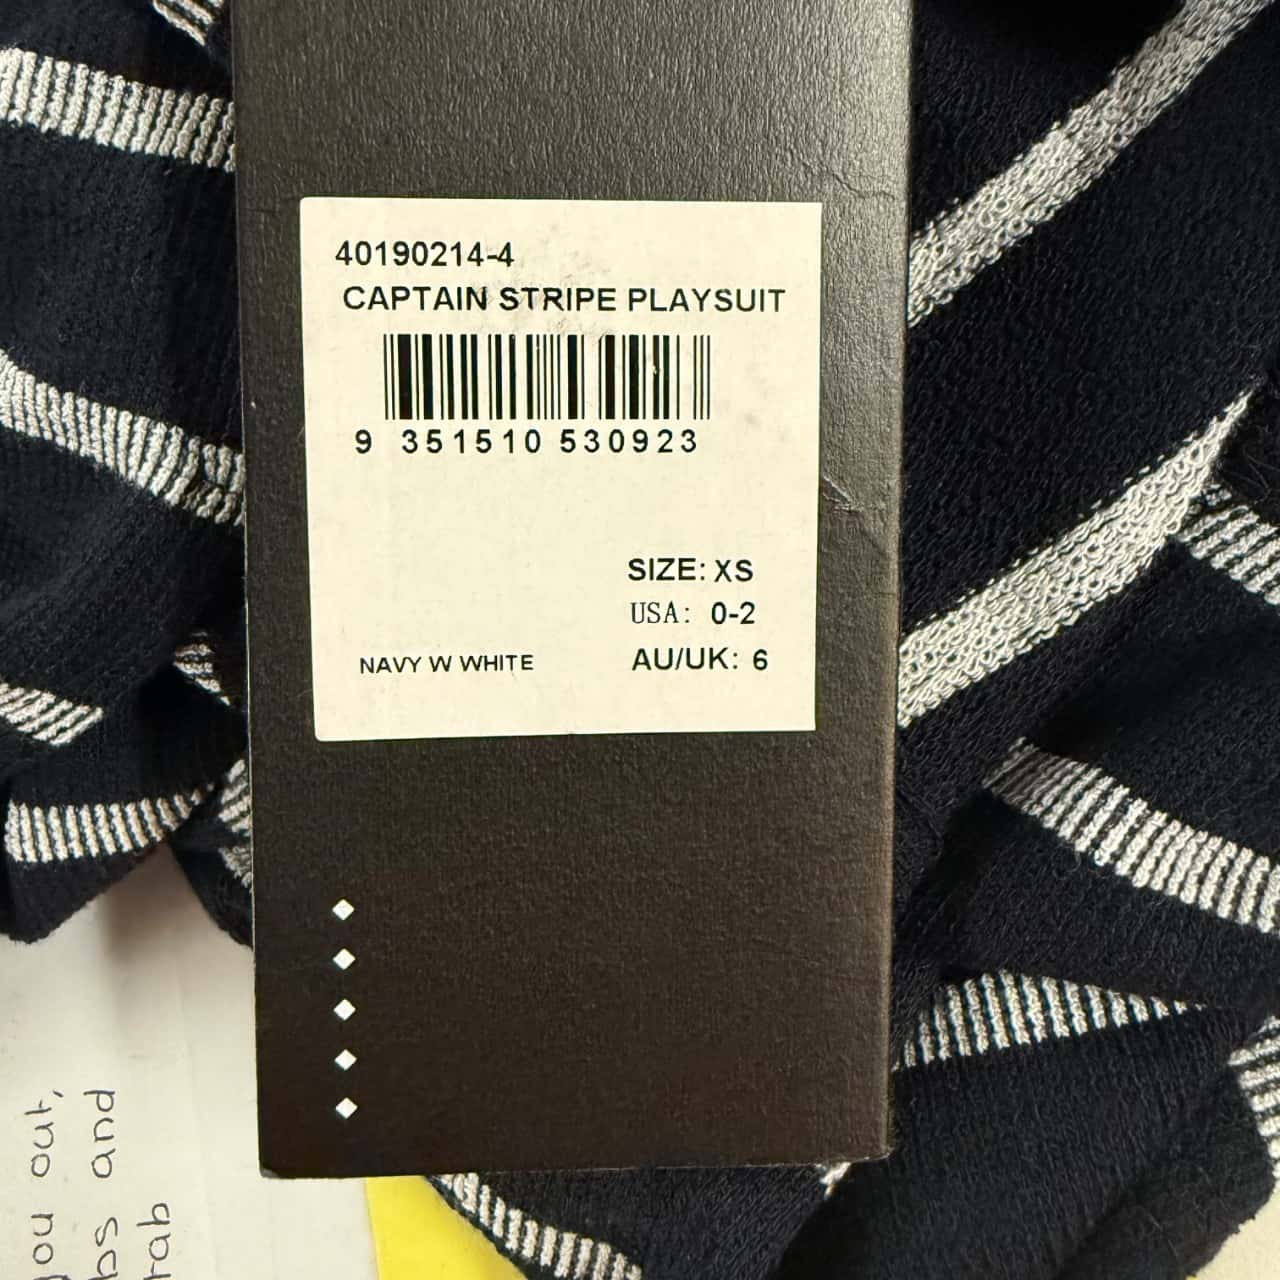 40190214-4
CAPTAIN STRIPE PLAYSUIT
9 351510 530923
SIZE: XS
USA: 0-2
NAVY W WHITE AU/UK: 6
you out,
and